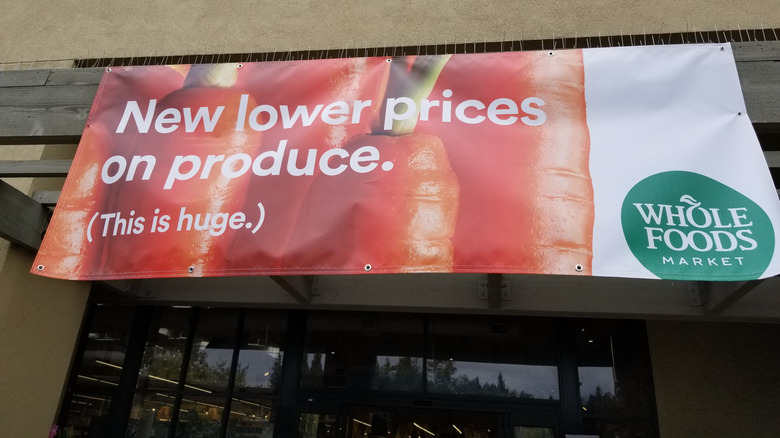 New lower prices
on produce.
(This is huge.)
WHOLE
FOODS
MARKET